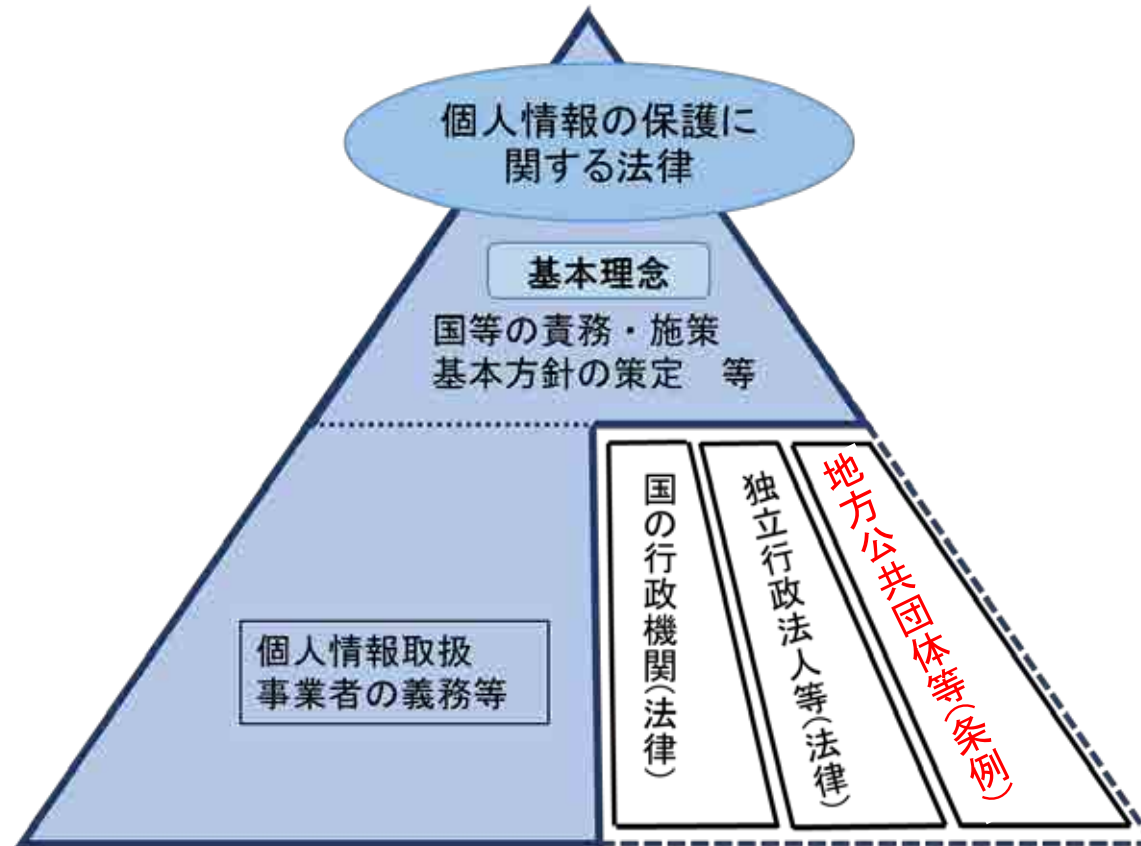 個人情報の保護に
関する法律
基本理念
国等の責務・施策
基本方針の策定　等
個人情報取扱
事業者の義務等
国の行政機関(法律)
独立行政法人等(法律)
地方公共団体等(条例)